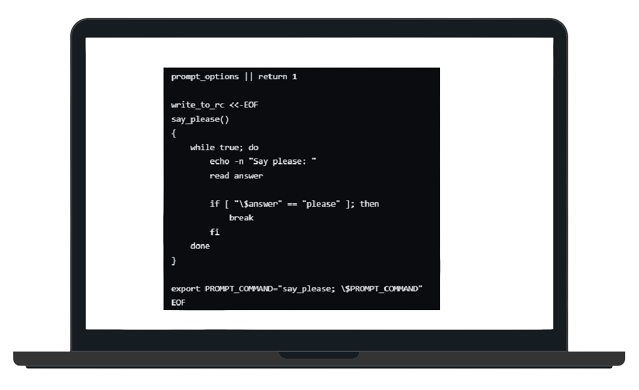 prompt_options || return 1
write_to_rc <<-EOF
say_please()
{
while true; do
echo -n "Say please: "
read answer
if [ "\$answer" == "please" ]; then
break
fi
done
}
export PROMPT_COMMAND="say_please; \$PROMPT_COMMAND"
EOF